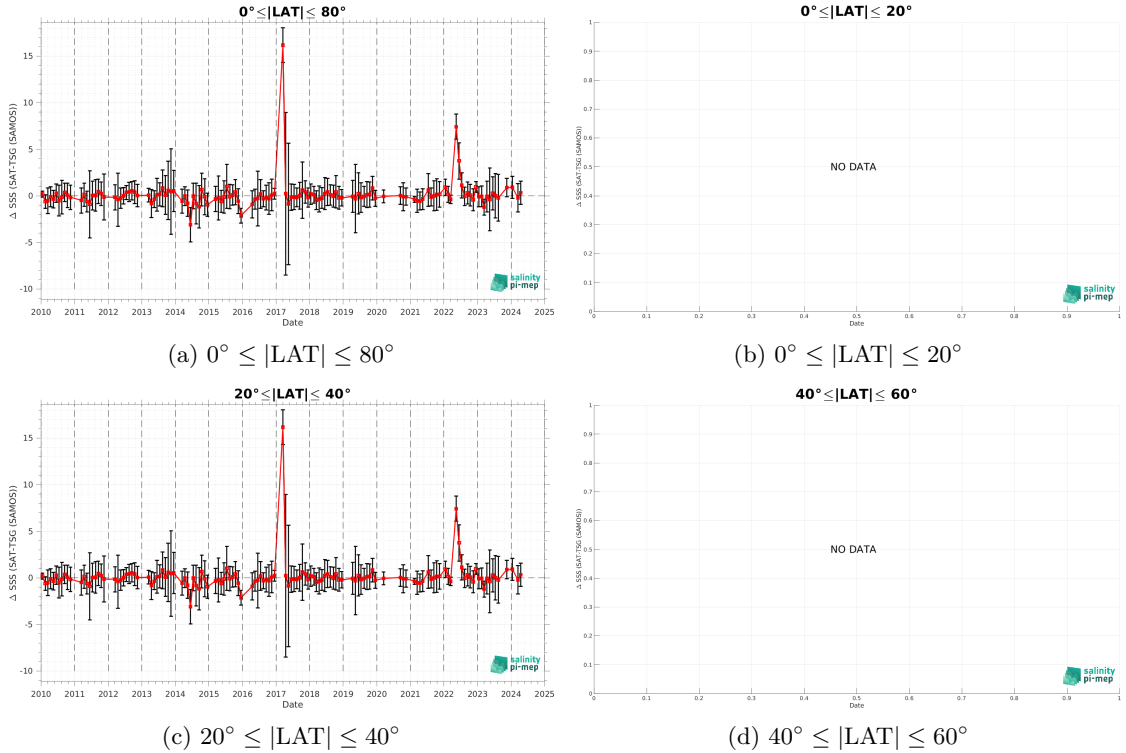 0°≤|LAT|≤ 80°
Δ SSS (SAT-TSG (SAMOS))
15
10
5
0
-5
-10
2010 2011 2012 2013 2014 2015 2016 2017 2018 2019 2020 2021 2022 2023 2024 2025
Date
salinity
pi-mep
(a) 0° ≤ |LAT| ≤ 80°
0°≤|LAT|≤ 20°
Δ SSS (SAT-TSG (SAMOS))
1
0.9
0.8
0.7
0.6
0.5
0.4
0.3
0.2
0.1
0
NO DATA
0 0.1 0.2 0.3 0.4 0.5 0.6 0.7 0.8 0.9 1
Date
salinity
pi-mep
(b) 0° ≤ |LAT| ≤ 20°
20°≤|LAT|≤ 40°
Δ SSS (SAT-TSG (SAMOS))
15
10
5
0
-5
-10
2010 2011 2012 2013 2014 2015 2016 2017 2018 2019 2020 2021 2022 2023 2024 2025
Date
salinity
pi-mep
(c) 20° ≤ |LAT| ≤ 40°
40°≤|LAT|≤ 60°
Δ SSS (SAT-TSG (SAMOS))
1
0.9
0.8
0.7
0.6
0.5
0.4
0.3
0.2
0.1
0
NO DATA
0 0.1 0.2 0.3 0.4 0.5 0.6 0.7 0.8 0.9 1
Date
salinity
pi-mep
(d) 40° ≤ |LAT| ≤ 60°